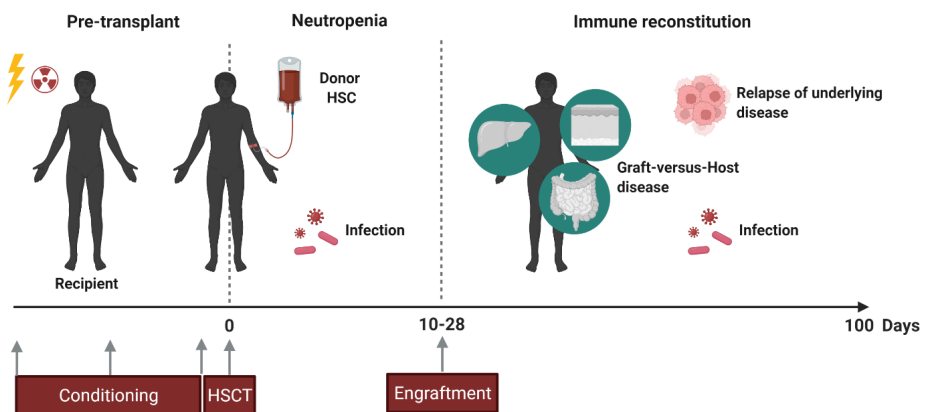 Pre-transplant
Neutropenia
Immune reconstitution
Donor
HSC
Relapse of underlying
disease
Graft-versus-Host
disease
Infection
Infection
Recipient
0
10-28
100 Days
Conditioning
HSCT
Engraftment